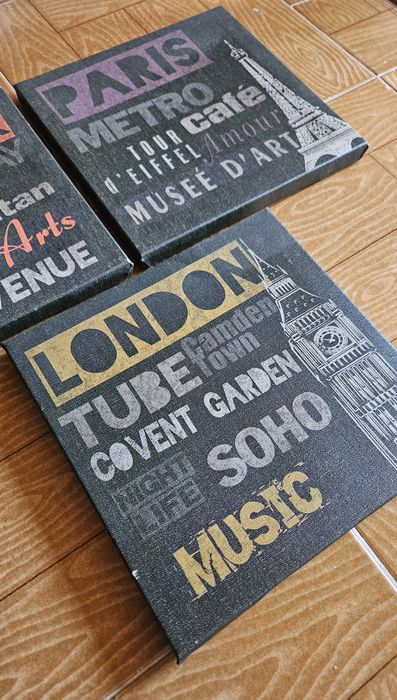 PARIS
METRO
café
TOUR
d'EIFFEL
Amour
MUSEÉ D'ART
tan
Arts
VENUE
LONDON
TUBE
Camden
Town
COVENT GARDEN
NIGHT
LIFE
SOHO
MUSIC